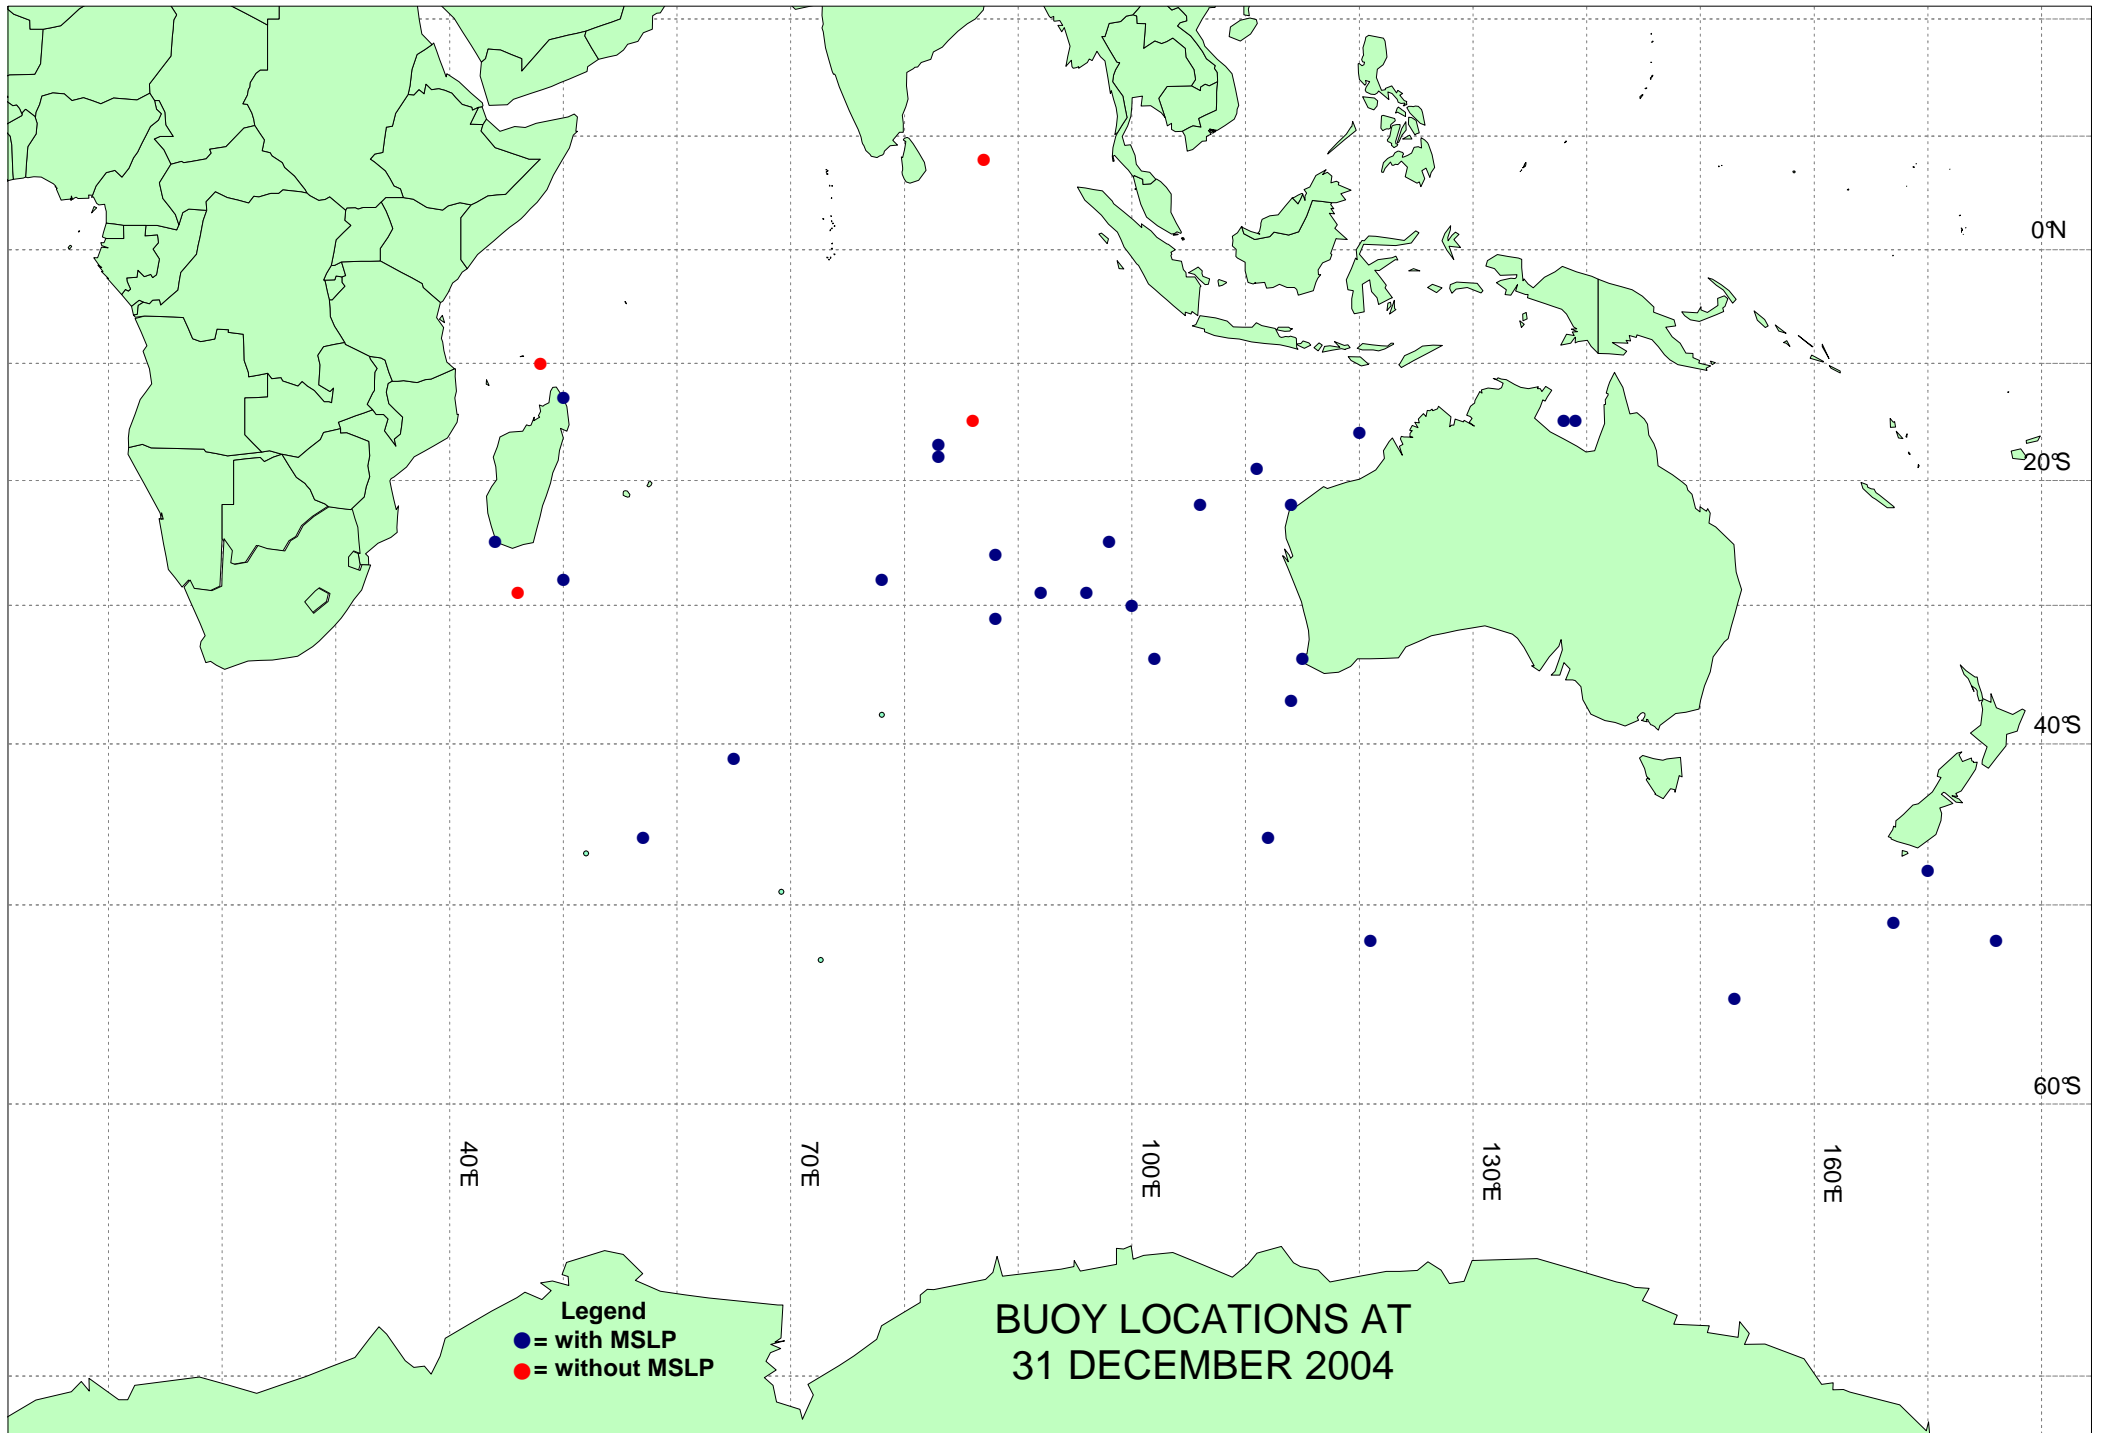 0°N
20°S
40°S
60°S
40°E
70°E
100°E
130°E
160°E
Legend
= with MSLP
= without MSLP
BUOY LOCATIONS AT
31 DECEMBER 2004